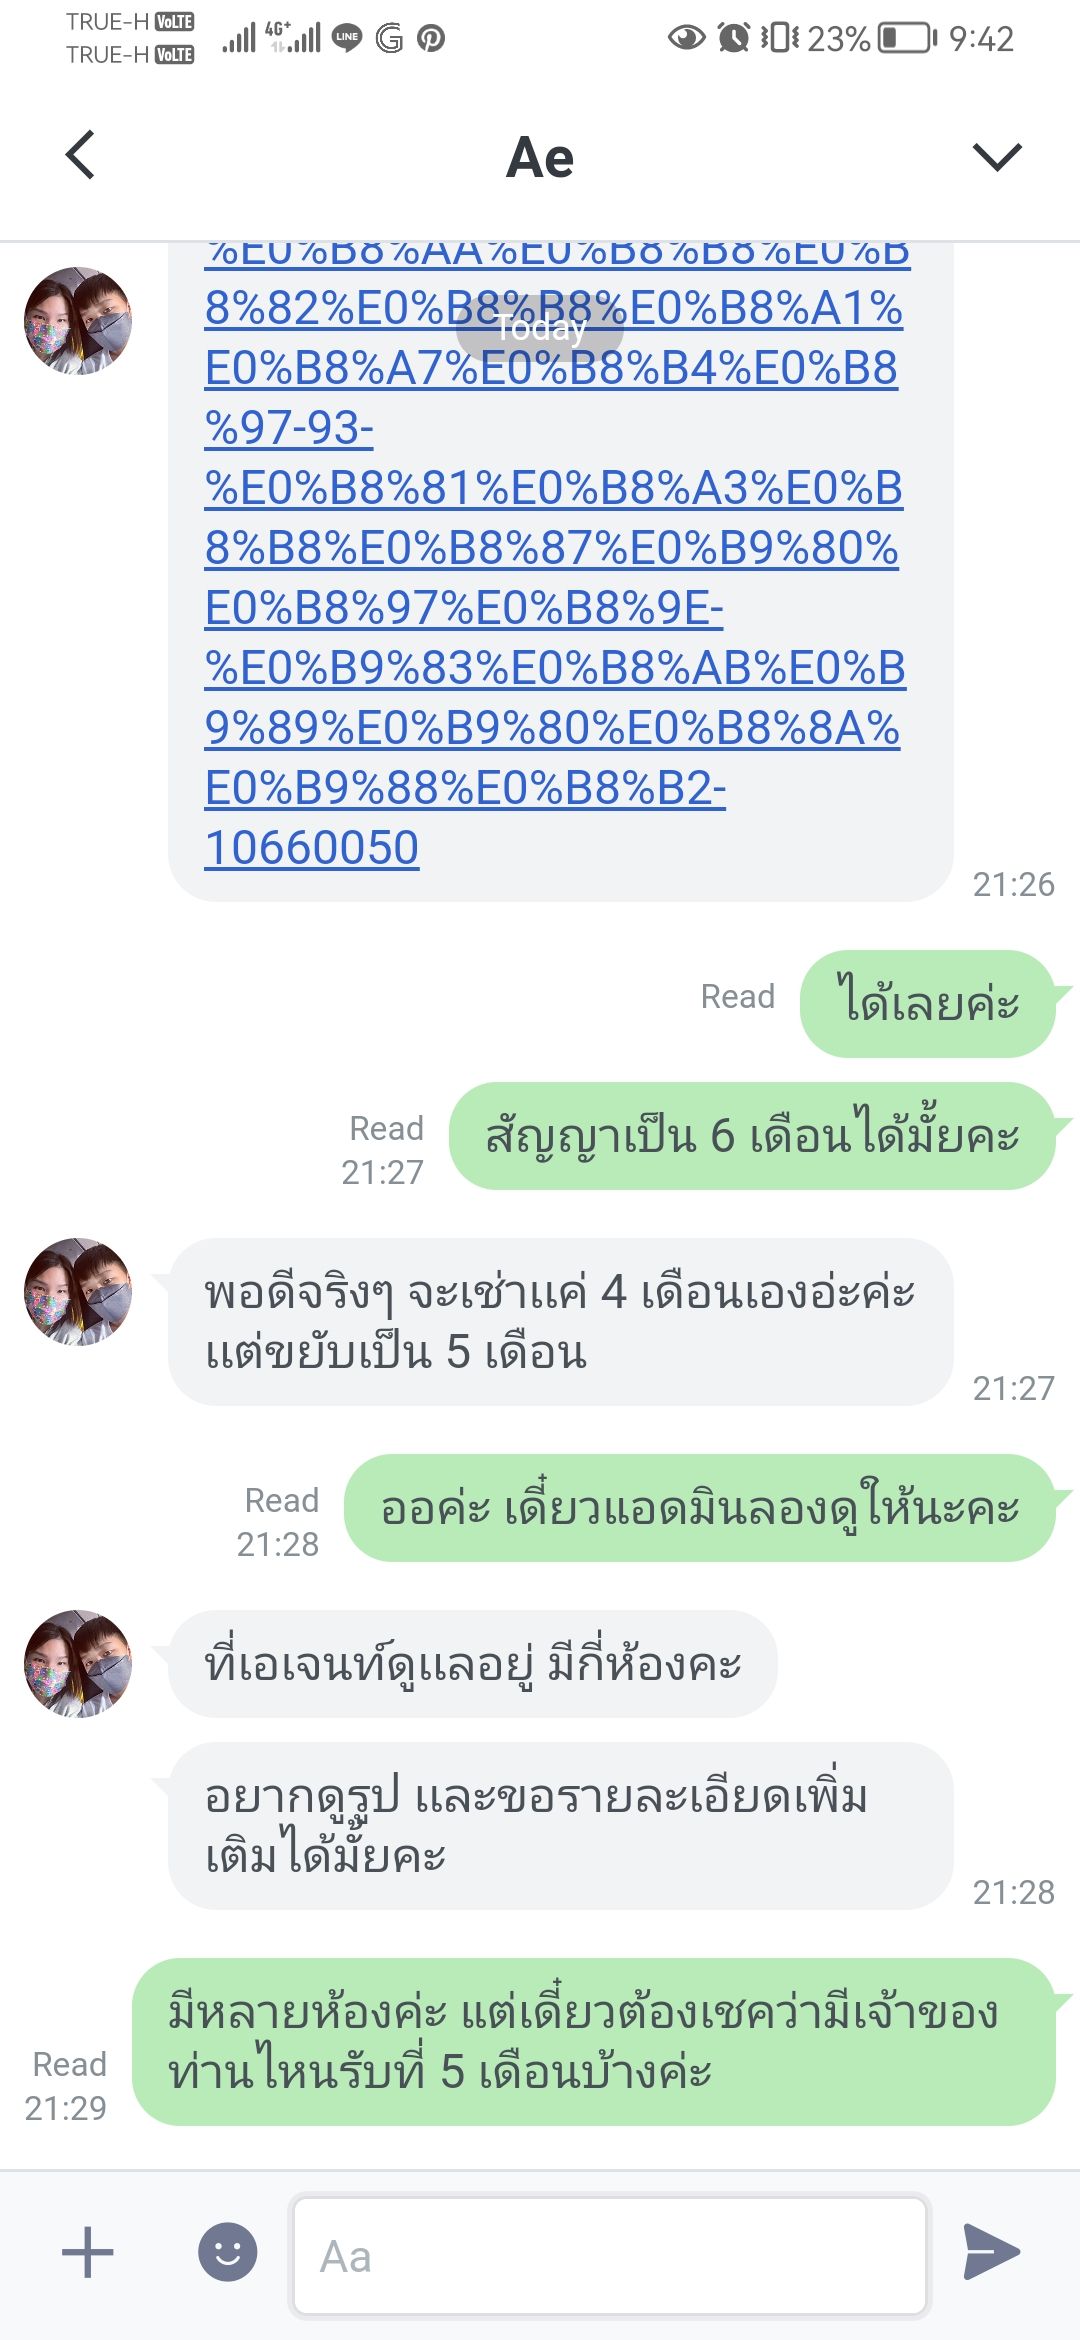 TRUE-H VoLTE
TRUE-H VoLTE
4G+
LINE
23%
9:42
Ae
%E0%B8%AA%E0%B8%B8%E0%B
8%82%E0%B8%B8%E0%B8%A1%
Today
E0%B8%A7%E0%B8%B4%E0%B8
%97-93-
%E0%B8%81%E0%B8%A3%E0%B
8%B8%E0%B8%87%E0%B9%80%
E0%B8%97%E0%B8%9E-
%E0%B9%83%E0%B8%AB%E0%B
9%89%E0%B9%80%E0%B8%8A%
E0%B9%88%E0%B8%B2-
10660050
21:26
Read
ได้เลยค่ะ
Read
21:27
สัญญาเป็น 6 เดือนได้มั้ยคะ
พอดีจริงๆ จะเช่าแค่ 4 เดือนเองอ่ะค่ะ
แต่ขยับเป็น 5 เดือน
21:27
Read
21:28
ออค่ะ เดี๋ยวแอดมินลองดูให้นะคะ
ที่เอเจนท์ดูแลอยู่ มีกี่ห้องคะ
อยากดูรูป และขอรายละเอียดเพิ่ม
เติมได้มั้ยคะ
21:28
มีหลายห้องค่ะ แต่เดี๋ยวต้องเชคว่ามีเจ้าของ
ท่านไหนรับที่ 5 เดือนบ้างค่ะ
Read
21:29
Aa